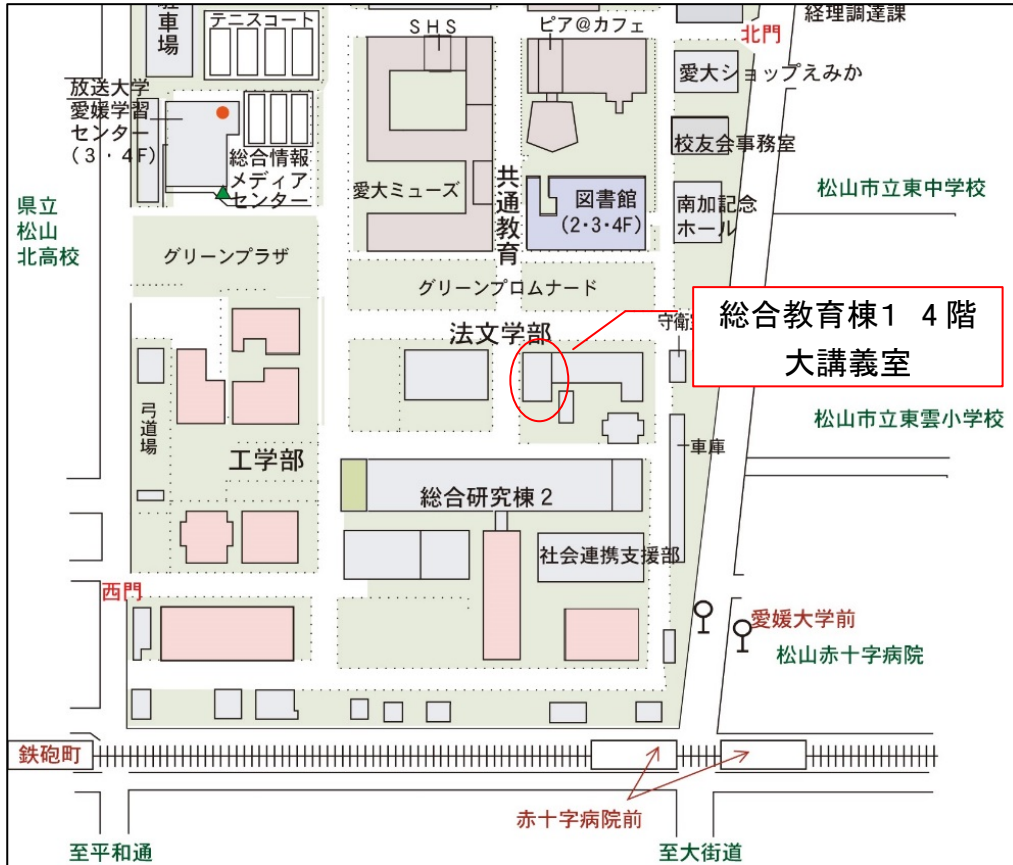 経理調達課
駐車場
テニスコート
SHS
ピア@カフェ
北門
愛大ショップえみか
放送大学
愛媛学習
センター
(3・4F)
総合情報
メディア
センター
校友会事務室
愛大ミューズ
共通教育
図書館
(2・3・4F)
南加記念
ホール
松山市立東中学校
県立
松山
北高校
グリーンプラザ
グリーンプロムナード
法文学部
守衛
総合教育棟1 4階
大講義室
弓道場
松山市立東雲小学校
車庫
工学部
総合研究棟2
社会連携支援部
西門
愛媛大学前
松山赤十字病院
鉄砲町
赤十字病院前
至平和通
至大街道